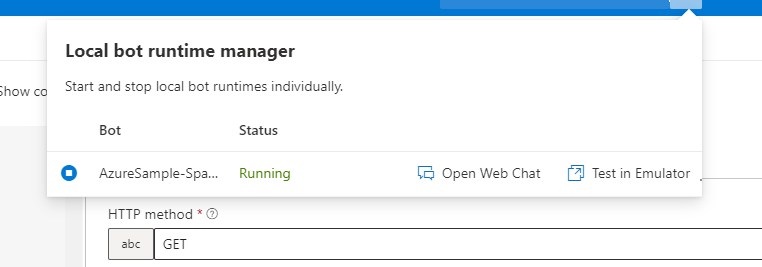 Local bot runtime manager
Start and stop local bot runtimes individually.
Show co
Bot Status
AzureSample-Spa... Running Open Web Chat Test in Emulator
HTTP method *
abc GET